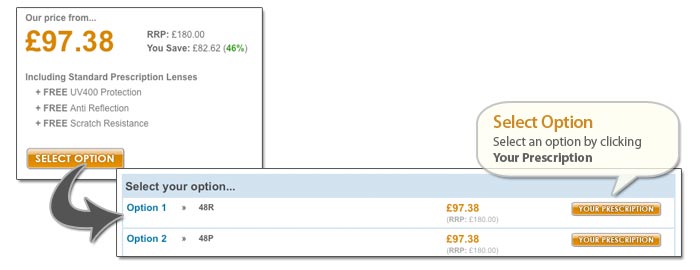 Our price from...
£97.38
RRP: £180.00
You Save: £82.62 (46%)
Including Standard Prescription Lenses
+ FREE UV400 Protection
+ FREE Anti Reflection
+ FREE Scratch Resistance
SELECT OPTION
Select Option
Select an option by clicking
Your Prescription
Select your option...
Option 1 » 48R £97.38 YOUR PRESCRIPTION
(RRP: £180.00)
Option 2 » 48P £97.38 YOUR PRESCRIPTION
(RRP: £180.00)